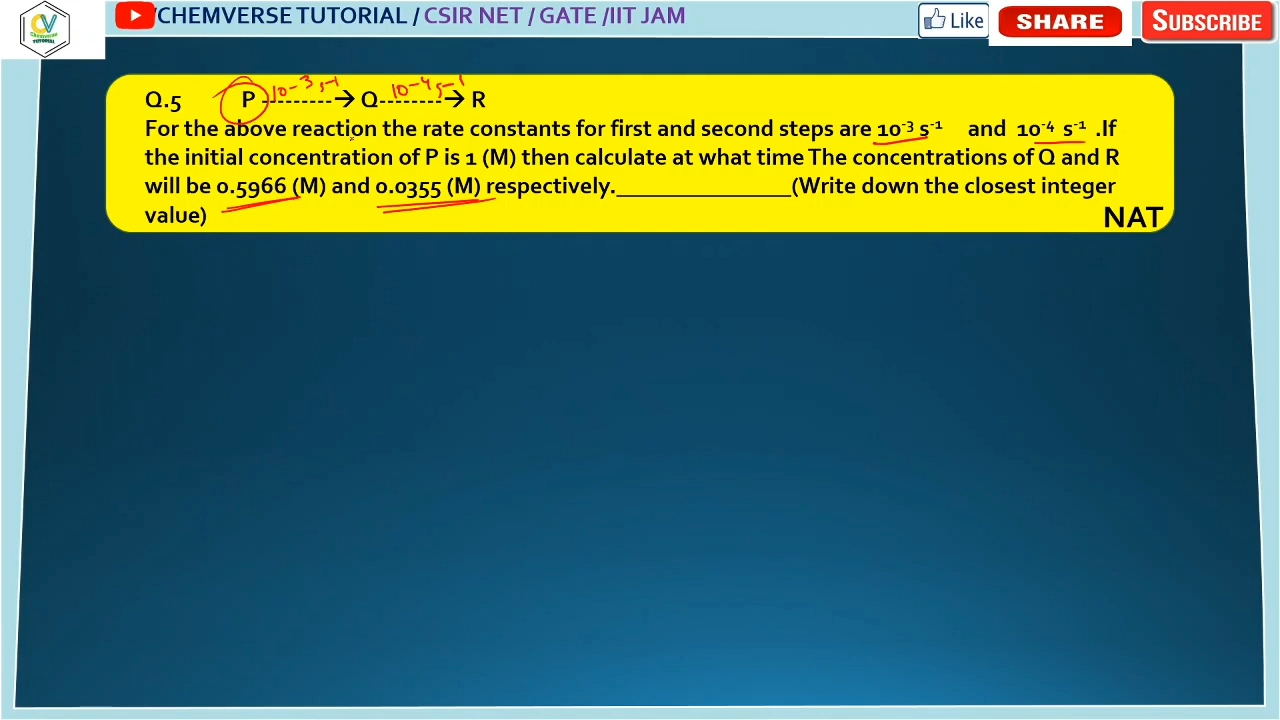 CV
Chemverse
TUTORIAL
/CHEMVERSE TUTORIAL / CSIR NET / GATE /IIT JAM
Like
SHARE
SUBSCRIBE
10-3 s-1 10-4 s-1
Q.5 P ---------→ Q--------→ R
For the above reaction the rate constants for first and second steps are 10⁻³ s⁻¹ and 10⁻⁴ s⁻¹ .If
the initial concentration of P is 1 (M) then calculate at what time The concentrations of Q and R
will be 0.5966 (M) and 0.0355 (M) respectively.________________(Write down the closest integer
value)
NAT